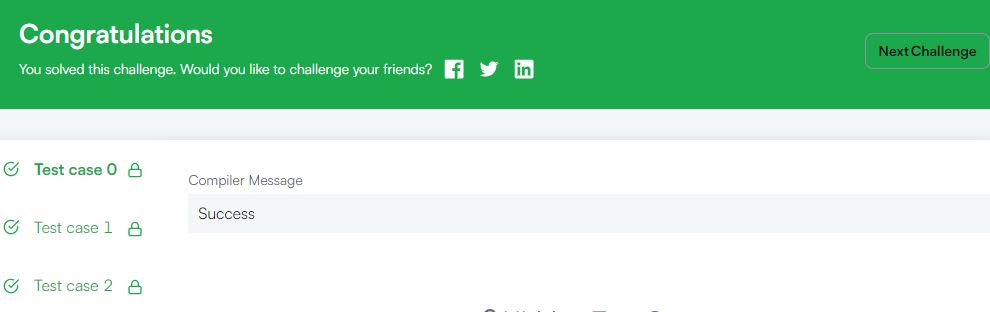 Congratulations
You solved this challenge. Would you like to challenge your friends?
Next Challenge
Test case 0
Compiler Message
Success
Test case 1
Test case 2